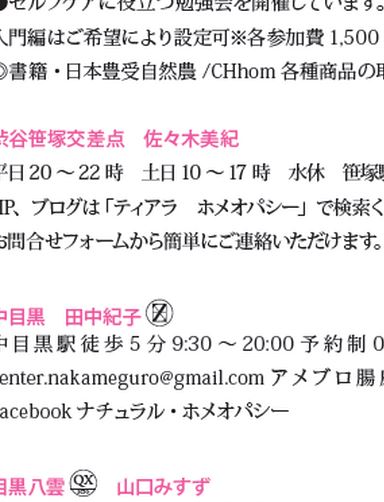 ●セルフケアに役立つ勉強会を開催しています。
入門編はご希望により設定可※各参加費 1,500
◎書籍・日本豊受自然農 /CHhom 各種商品の取
渋谷笹塚交差点 佐々木美紀
平日 20 〜 22 時 土日 10 〜 17 時 水休 笹塚駅
HP、ブログは「ティアラ ホメオパシー」で検索く
お問合せフォームから簡単にご連絡いただけます。
中目黒 田中紀子
中目黒駅徒歩 5 分 9:30 〜 20:00 予約制 0
center.nakameguro@gmail.com アメブロ腸
facebook ナチュラル・ホメオパシー
目黒八雲 QX 山口みすず